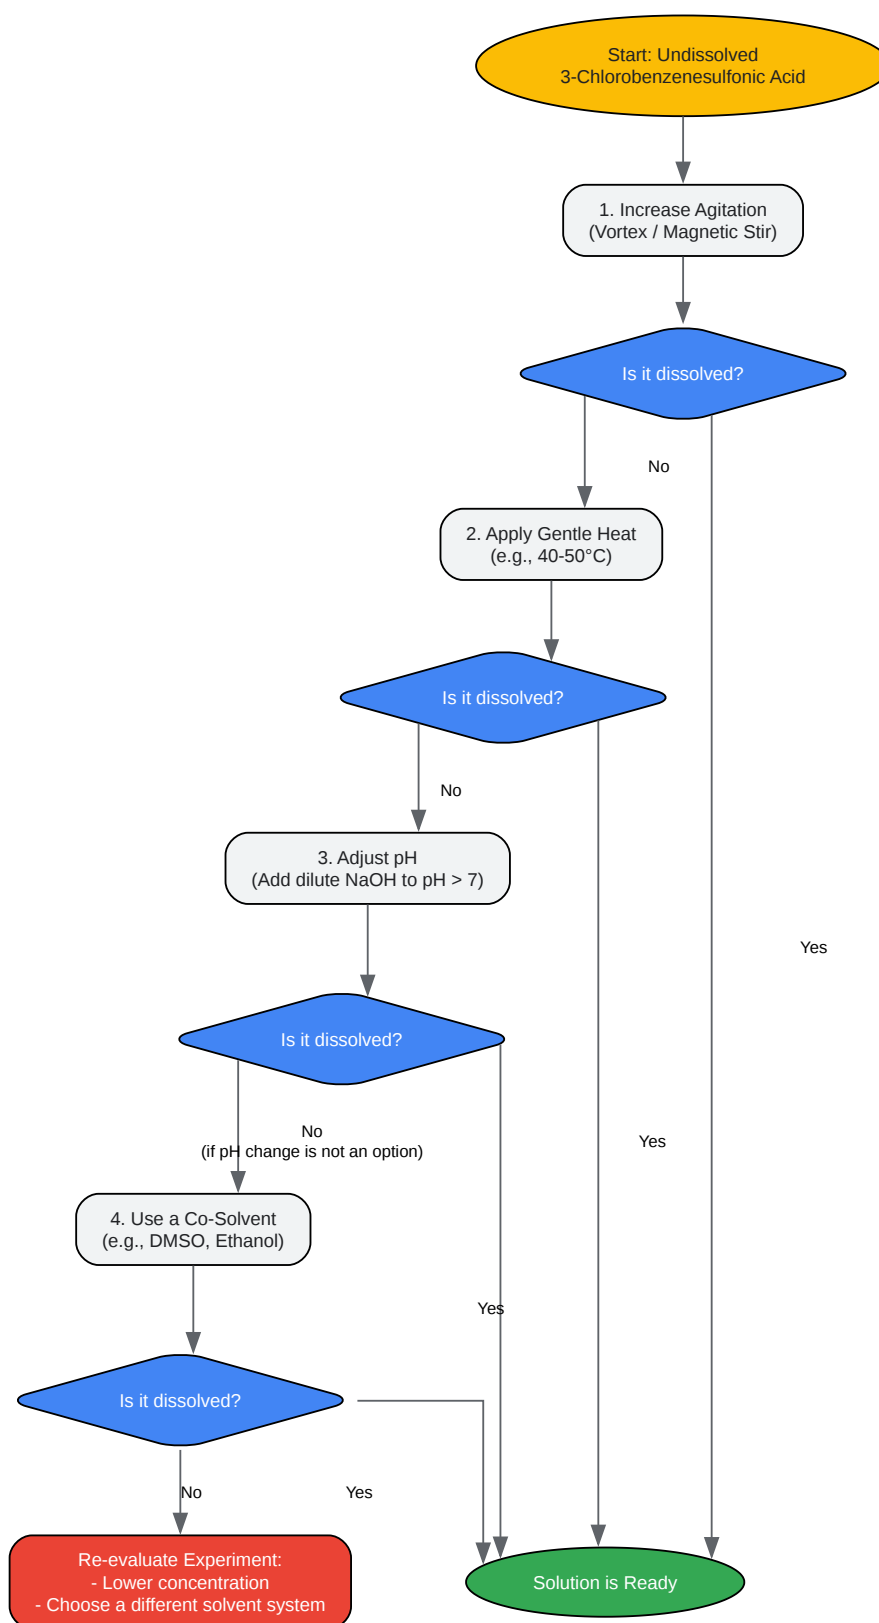 Start: Undissolved
3-Chlorobenzenesulfonic Acid
1. Increase Agitation
(Vortex / Magnetic Stir)
Is it dissolved?
No
2. Apply Gentle Heat
(e.g., 40-50°C)
Is it dissolved?
No
3. Adjust pH
(Add dilute NaOH to pH > 7)
Yes
Is it dissolved?
No
(if pH change is not an option)
Yes
4. Use a Co-Solvent
(e.g., DMSO, Ethanol)
Yes
Is it dissolved?
No
Yes
Re-evaluate Experiment:
- Lower concentration
- Choose a different solvent system
Solution is Ready